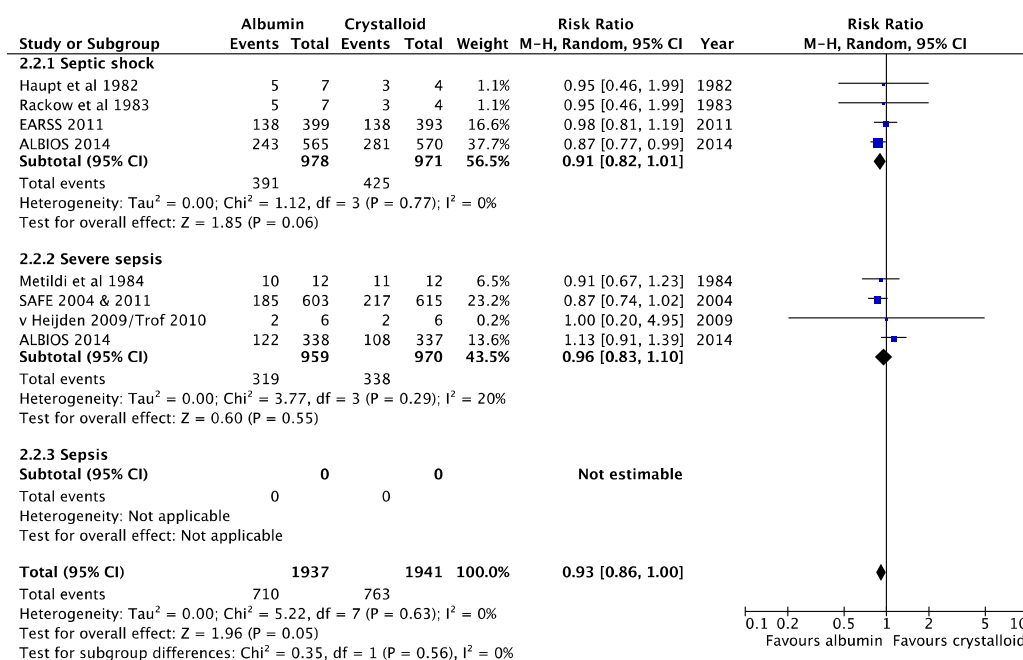 Albumin Crystalloid Risk Ratio Risk Ratio
Study or Subgroup Events Total Events Total Weight M-H, Random, 95% CI Year M-H, Random, 95% CI
2.2.1 Septic shock
Haupt et al 1982 5 7 3 4 1.1% 0.95 [0.46, 1.99] 1982
Rackow et al 1983 5 7 3 4 1.1% 0.95 [0.46, 1.99] 1983
EARSS 2011 138 399 138 393 16.6% 0.98 [0.81, 1.19] 2011
ALBIOS 2014 243 565 281 570 37.7% 0.87 [0.77, 0.99] 2014
Subtotal (95% CI) 978 971 56.5% 0.91 [0.82, 1.01]
Total events 391 425
Heterogeneity: Tau² = 0.00; Chi² = 1.12, df = 3 (P = 0.77); I² = 0%
Test for overall effect: Z = 1.85 (P = 0.06)
2.2.2 Severe sepsis
Metildi et al 1984 10 12 11 12 6.5% 0.91 [0.67, 1.23] 1984
SAFE 2004 & 2011 185 603 217 615 23.2% 0.87 [0.74, 1.02] 2004
v Heijden 2009/Trof 2010 2 6 2 6 0.2% 1.00 [0.20, 4.95] 2009
ALBIOS 2014 122 338 108 337 13.6% 1.13 [0.91, 1.39] 2014
Subtotal (95% CI) 959 970 43.5% 0.96 [0.83, 1.10]
Total events 319 338
Heterogeneity: Tau² = 0.00; Chi² = 3.77, df = 3 (P = 0.29); I² = 20%
Test for overall effect: Z = 0.60 (P = 0.55)
2.2.3 Sepsis
Subtotal (95% CI) 0 0 Not estimable
Total events 0 0
Heterogeneity: Not applicable
Test for overall effect: Not applicable
Total (95% CI) 1937 1941 100.0% 0.93 [0.86, 1.00]
Total events 710 763
Heterogeneity: Tau² = 0.00; Chi² = 5.22, df = 7 (P = 0.63); I² = 0%
Test for overall effect: Z = 1.96 (P = 0.05)
Test for subgroup differences: Chi² = 0.35, df = 1 (P = 0.56), I² = 0%
0.1 0.2 0.5 1 2 5 10
Favours albumin Favours crystalloid